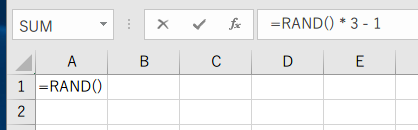 SUM =RAND() * 3 - 1
fx
A B C D E
1 =RAND()
2